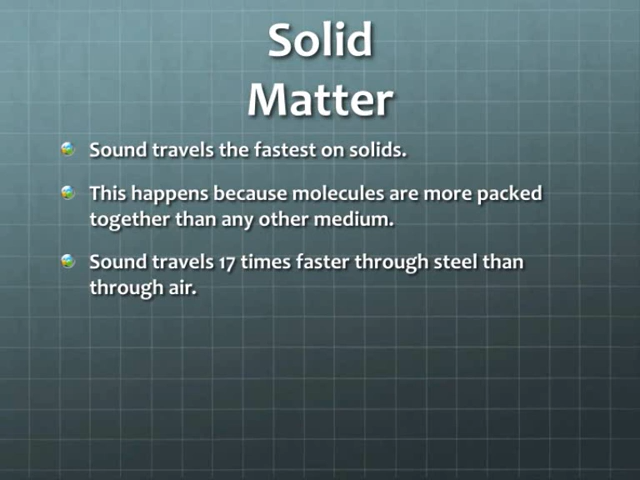 Solid
Matter
Sound travels the fastest on solids.
This happens because molecules are more packed
together than any other medium.
Sound travels 17 times faster through steel than
through air.